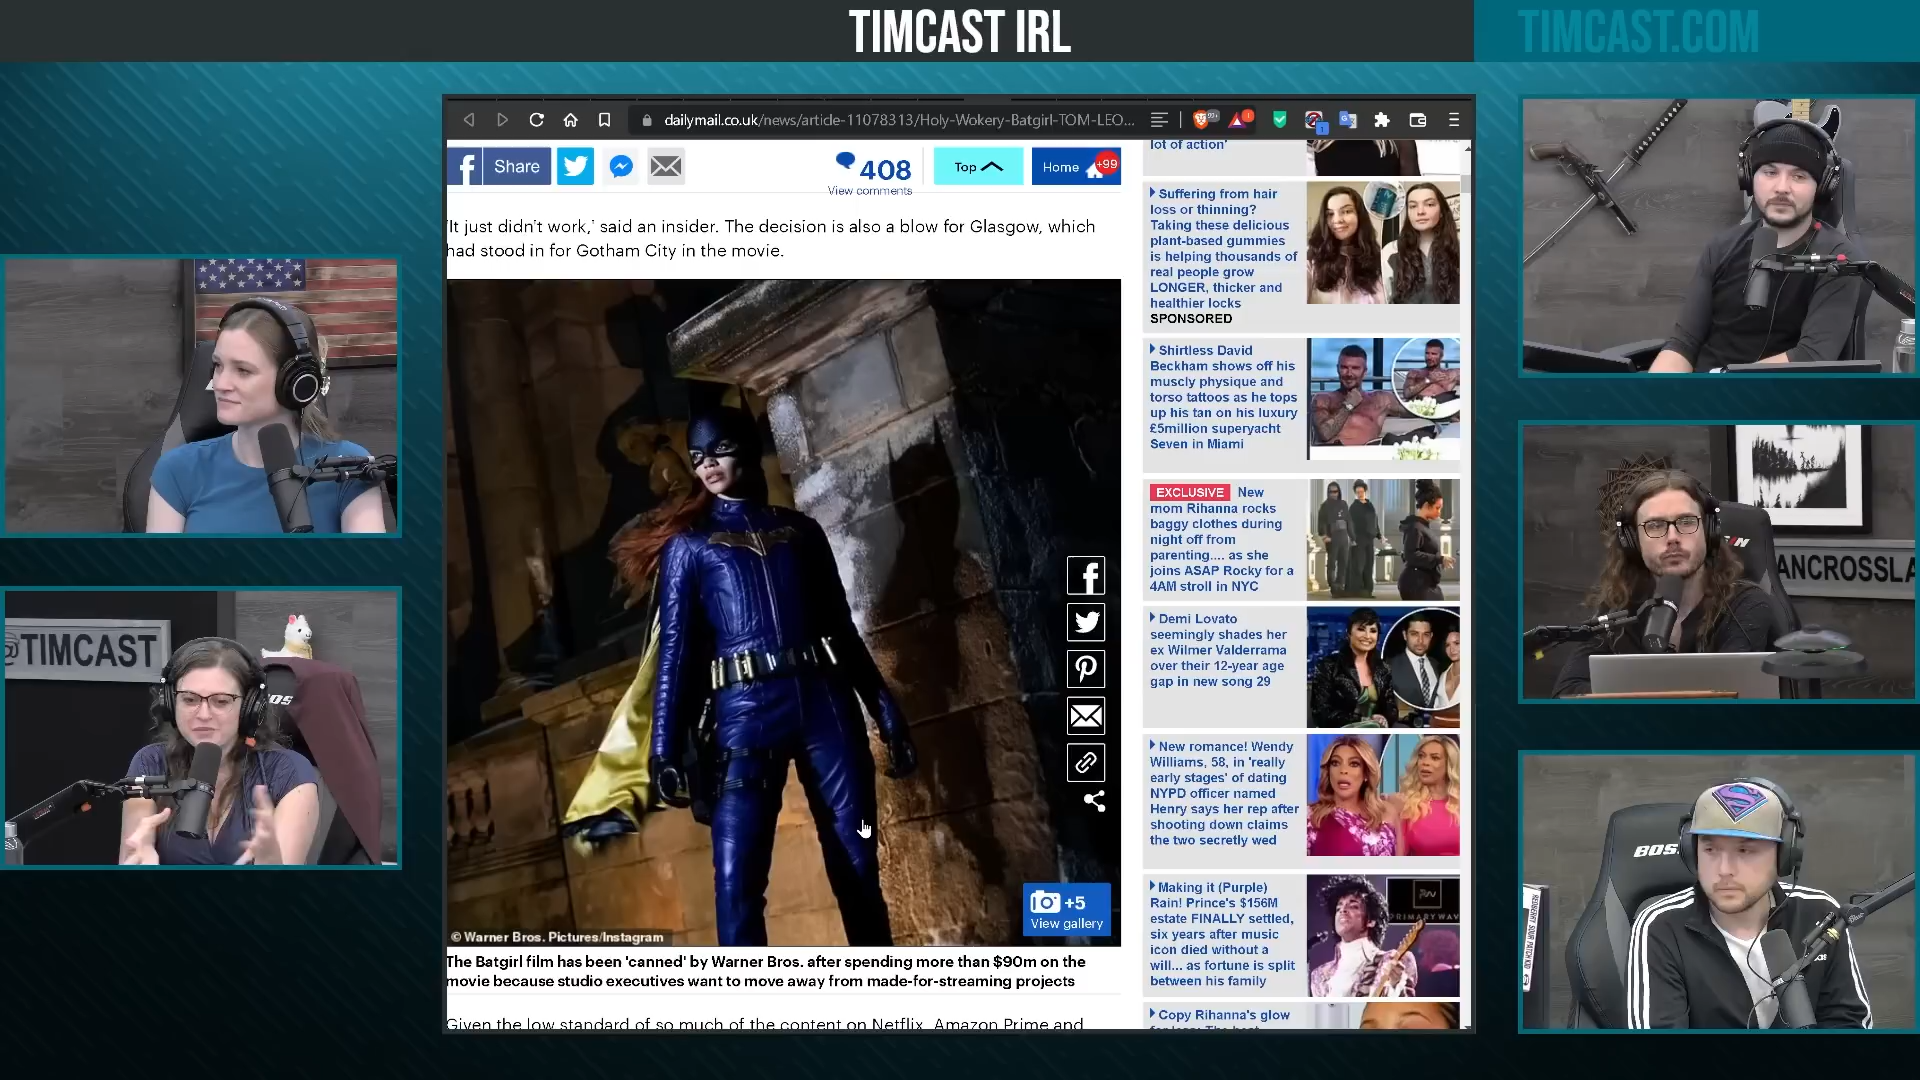 TIMCAST IRL
TIMCAST.COM
dailymail.co.uk/news/article-11078313/Holy-Wokery-Batgirl-TOM-LEO...
Share
408
View comments
Top
Home
+99
'It just didn't work,' said an insider. The decision is also a blow for Glasgow, which
had stood in for Gotham City in the movie.
+5
View gallery
© Warner Bros. Pictures/Instagram
The Batgirl film has been 'canned' by Warner Bros. after spending more than $90m on the
movie because studio executives want to move away from made-for-streaming projects
Given the low standard of so much of the content on Netflix, Amazon Prime and
lot of action'
Suffering from hair
loss or thinning?
Taking these delicious
plant-based gummies
is helping thousands of
real people grow
LONGER, thicker and
healthier locks
SPONSORED
Shirtless David
Beckham shows off his
muscly physique and
torso tattoos as he tops
up his tan on his luxury
£5million superyacht
Seven in Miami
EXCLUSIVE New
mom Rihanna rocks
baggy clothes during
night off from
parenting.... as she
joins ASAP Rocky for a
4AM stroll in NYC
Demi Lovato
seemingly shades her
ex Wilmer Valderrama
over their 12-year age
gap in new song 29
New romance! Wendy
Williams, 58, in 'really
early stages' of dating
NYPD officer named
Henry says her rep after
shooting down claims
the two secretly wed
Making it (Purple)
Rain! Prince's $156M
estate FINALLY settled,
six years after music
icon died without a
will... as fortune is split
between his family
PRIMARY WAVE
Copy Rihanna's glow
@TIMCAST
ANCROSSLA
BOS